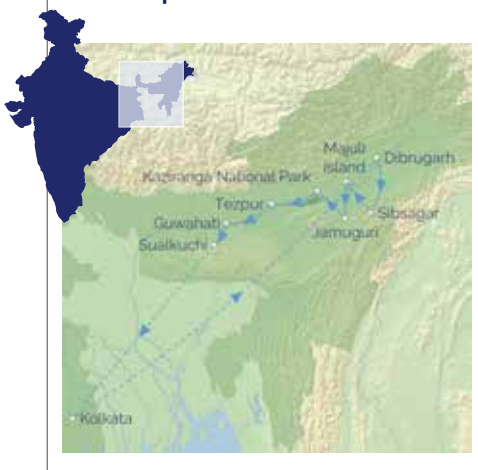 Majuli
island
Dibrugarh
Kaziranga National Park
Tezpur
Sibsagar
Guwahati
Jamuguri
Sualkuchi
Kolkata